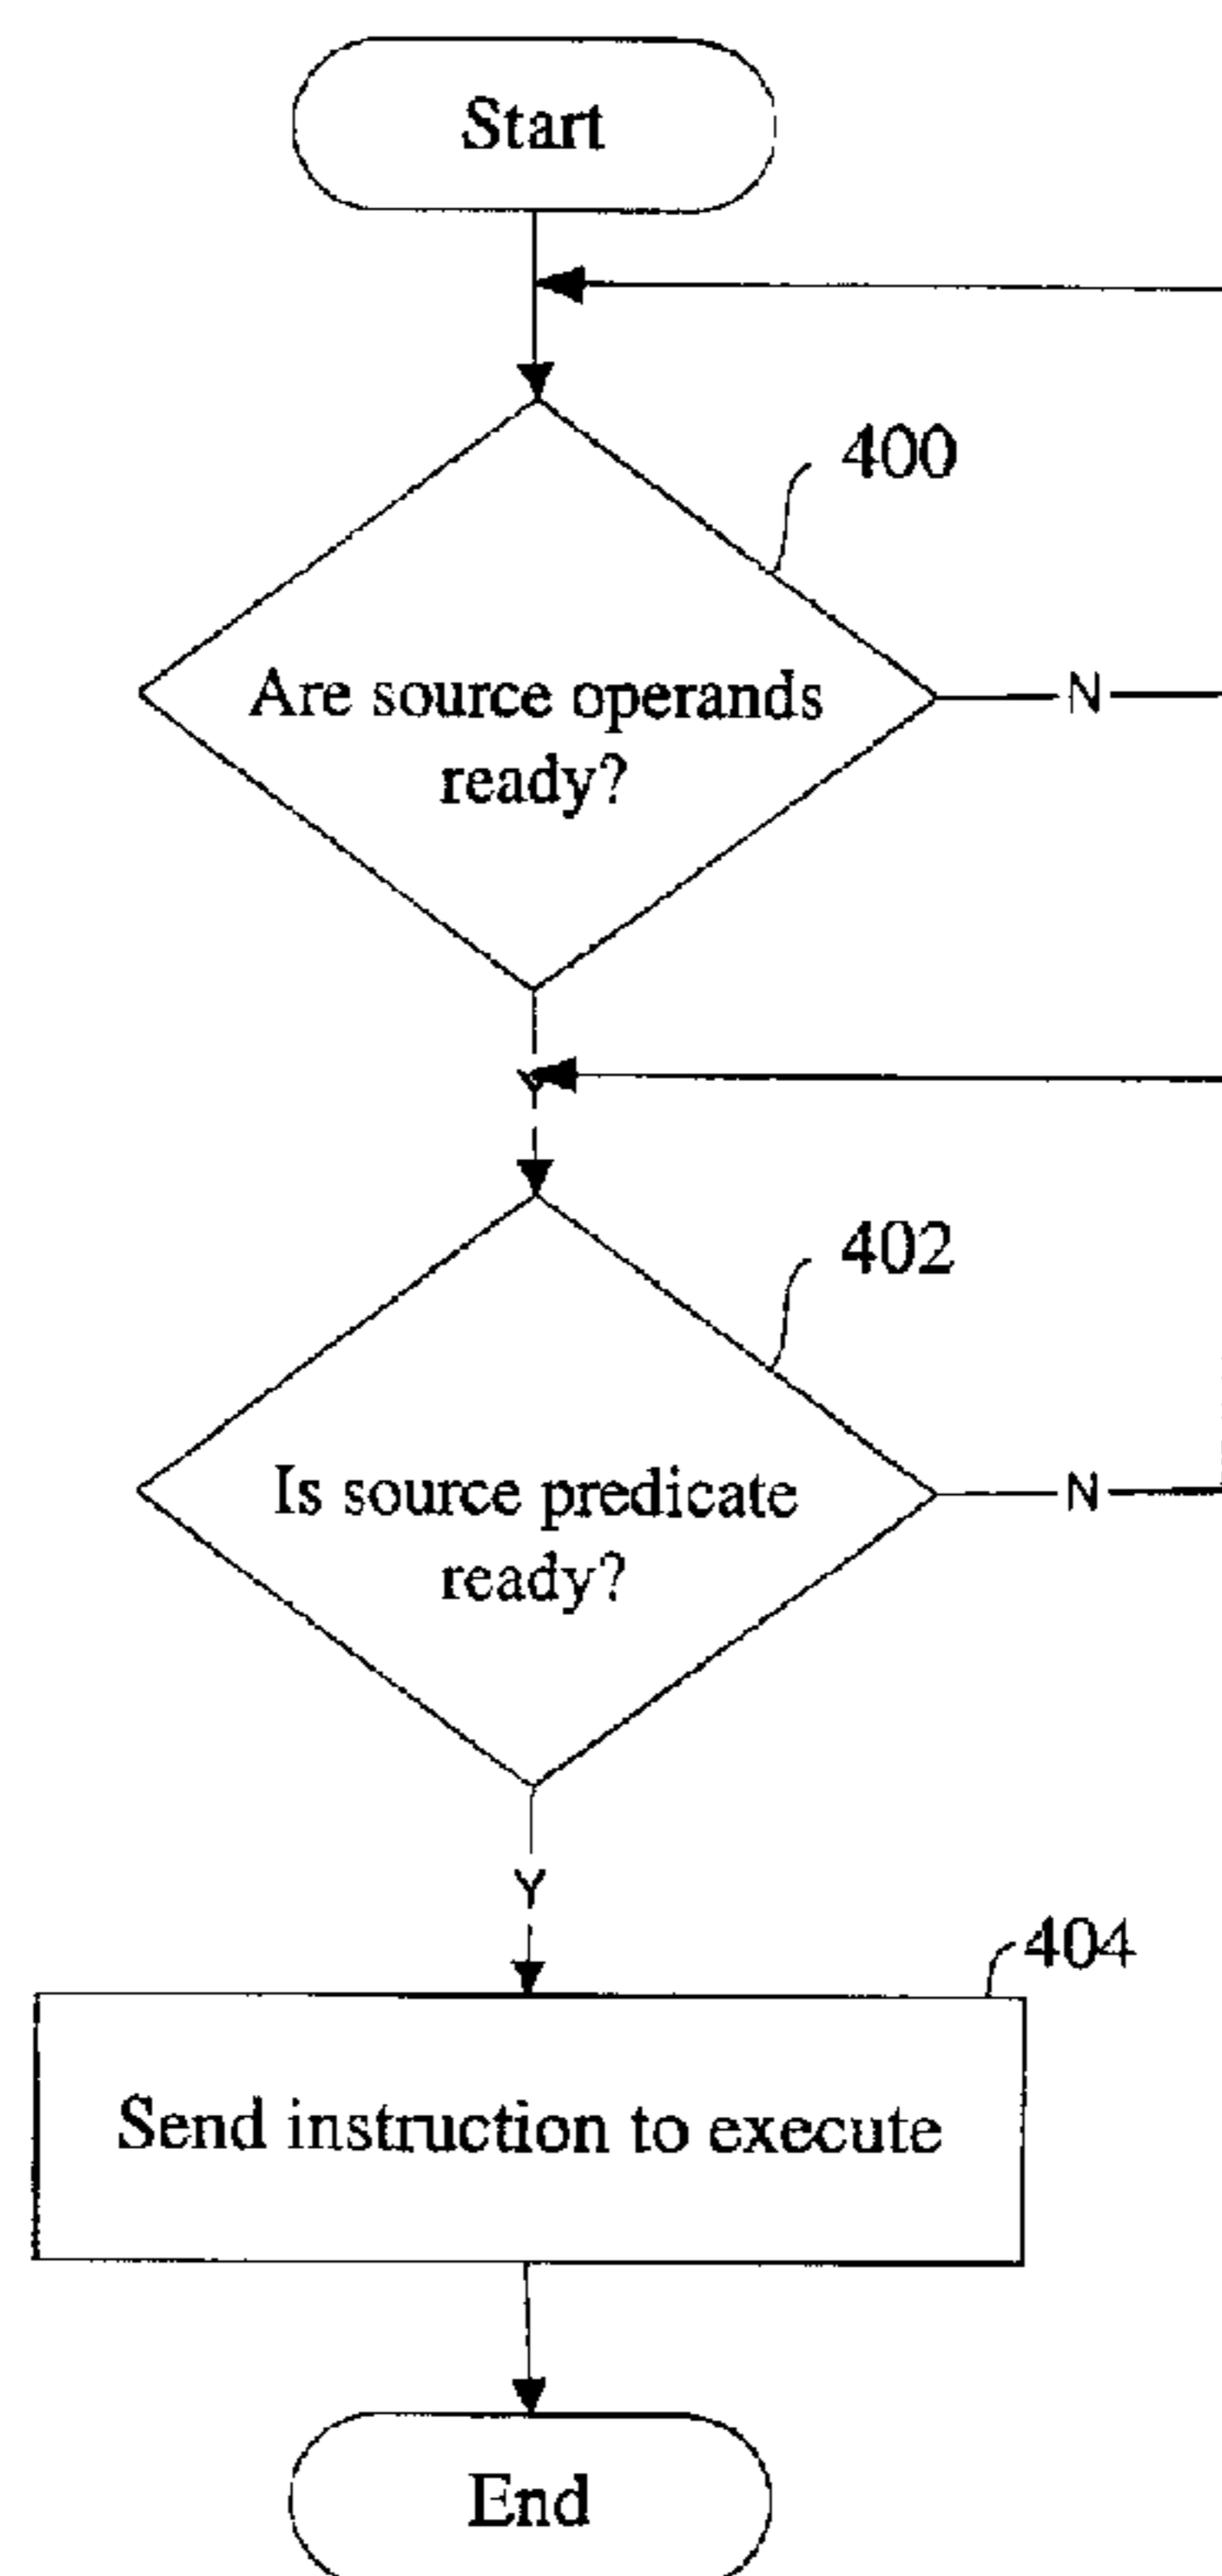 Start
400
Are source operands
ready?
N
Y
402
Is source predicate
ready?
N
Y
404
Send instruction to execute
End